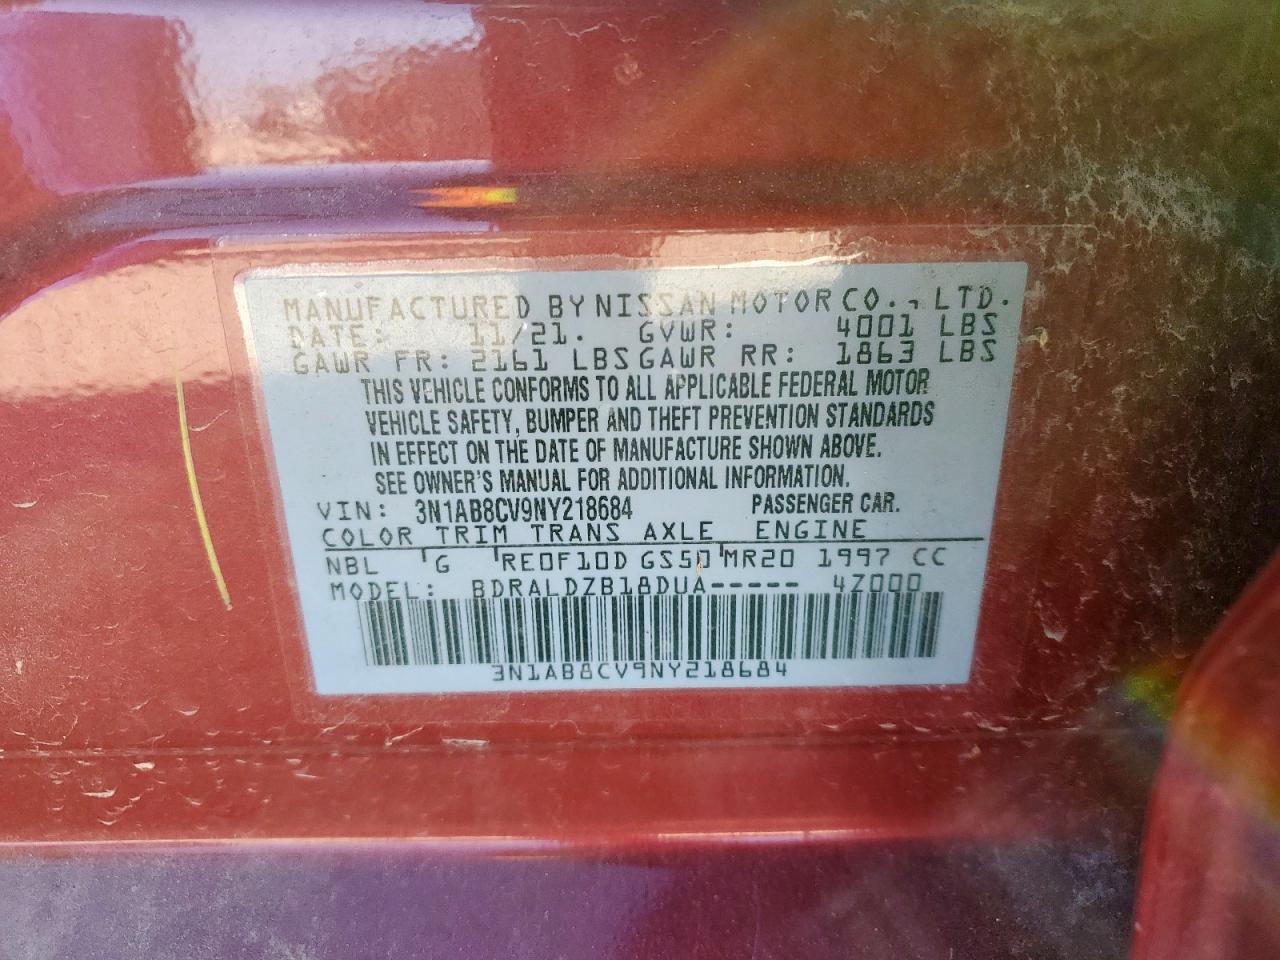 MANUFACTURED BY NISSAN MOTOR CO., LTD.
DATE: 11/21. GVWR: 4001 LBS
GAWR FR: 2161 LBS GAWR RR: 1863 LBS
THIS VEHICLE CONFORMS TO ALL APPLICABLE FEDERAL MOTOR
VEHICLE SAFETY, BUMPER AND THEFT PREVENTION STANDARDS
IN EFFECT ON THE DATE OF MANUFACTURE SHOWN ABOVE.
SEE OWNER'S MANUAL FOR ADDITIONAL INFORMATION.
VIN: 3N1AB8CV9NY218684 PASSENGER CAR.
COLOR TRIM TRANS AXLE ENGINE
NBL G RE0F10D GS50 MR20 1997 CC
MODEL: BDRALDZB18DUA----- 4Z000
3N1AB8CV9NY218684